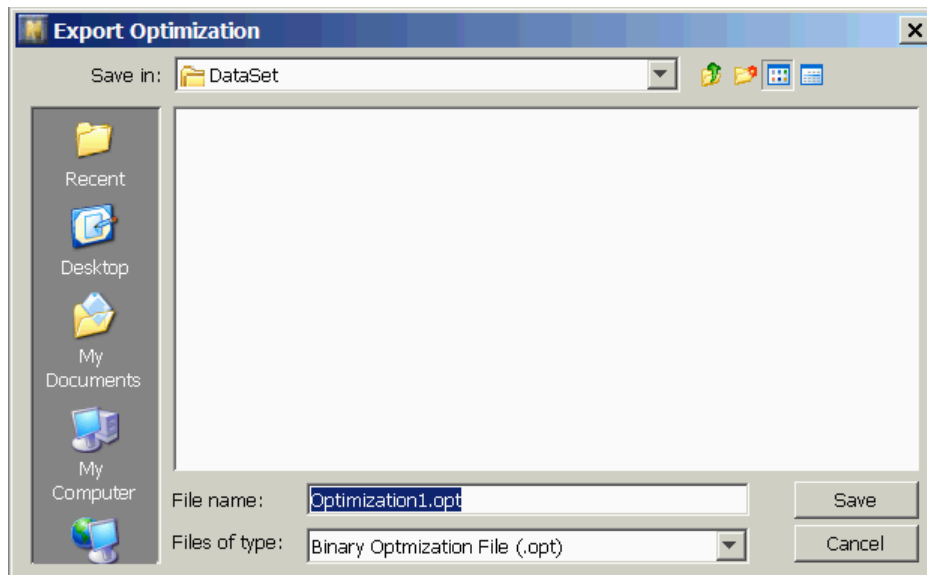 Export Optimization
Save in: DataSet
Recent
Desktop
My
Documents
My
Computer
File name: Optimization1.opt Save
Files of type: Binary Optmization File (.opt) Cancel